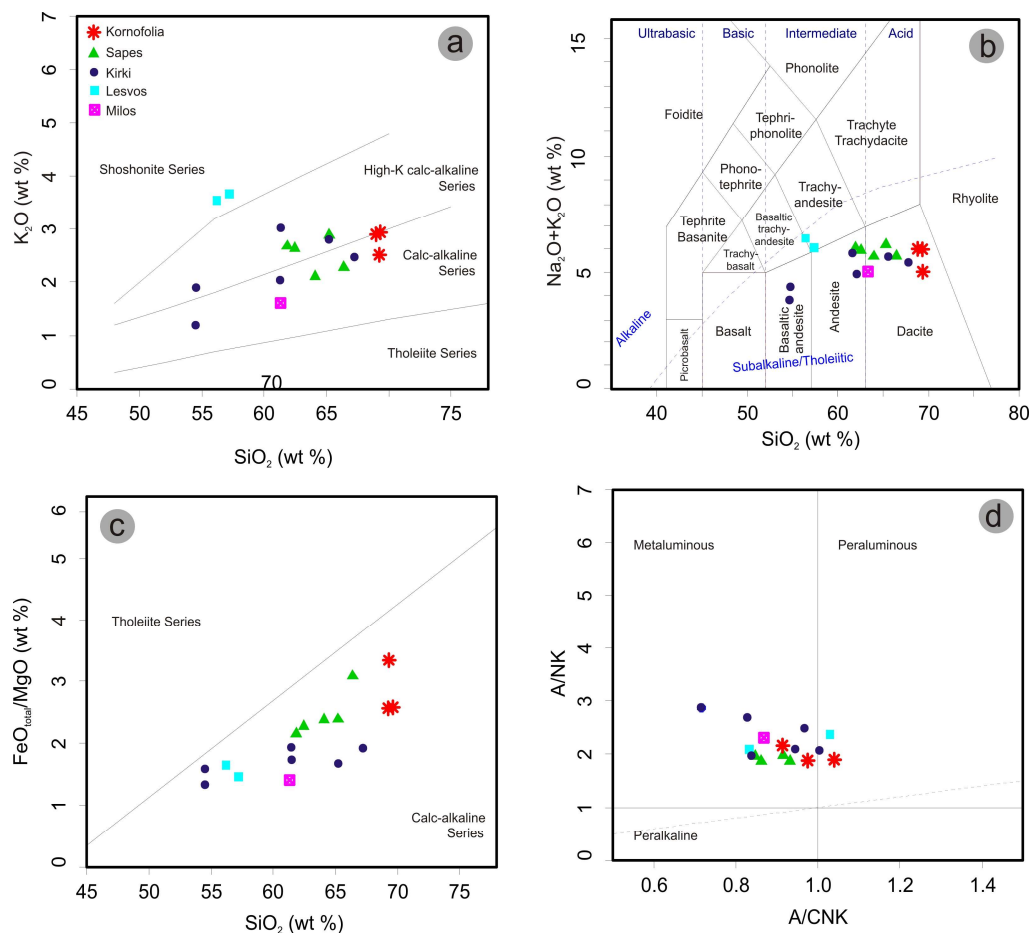 a
Kornofolia
Sapes
Kirki
Lesvos
Milos
Shoshonite Series
High-K calc-alkaline
Series
Calc-alkaline
Series
Tholeiite Series
K2O (wt %)
7
6
5
4
3
2
1
0
70
45
55
60
65
45
75
SiO2 (wt %)
b
Ultrabasic
Basic
Intermediate
Acid
Phonolite
Foidite
Tephri-
phonolite
Trachyte
Trachydacite
Phono-
tephrite
Trachy-
andesite
Rhyolite
Tephrite
Basanite
Basaltic
trachy-
andesite
Trachy-
basalt
Alkaline
Picrobasalt
Basalt
Basaltic
andesite
Andesite
Dacite
Subalkaline/Tholeiitic
Na2O+K2O (wt %)
15
10
5
0
40
50
60
70
80
SiO2 (wt %)
c
Tholeiite Series
Calc-alkaline
Series
FeOtotal/MgO (wt %)
6
5
4
3
2
1
0
45
55
60
65
70
45
SiO2 (wt %)
d
Metaluminous
Peraluminous
Peralkaline
A/NK
7
6
5
4
3
2
1
0
0.6
0.8
1.0
1.2
1.4
A/CNK